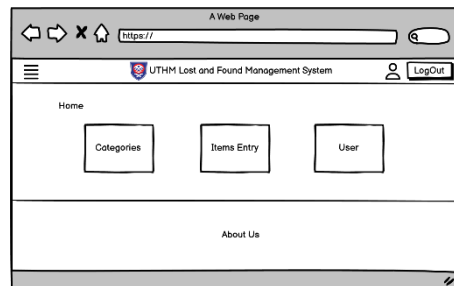 A Web Page
https://
UTHM Lost and Found Management System
LogOut
Home
Categories
Items Entry
User
About Us